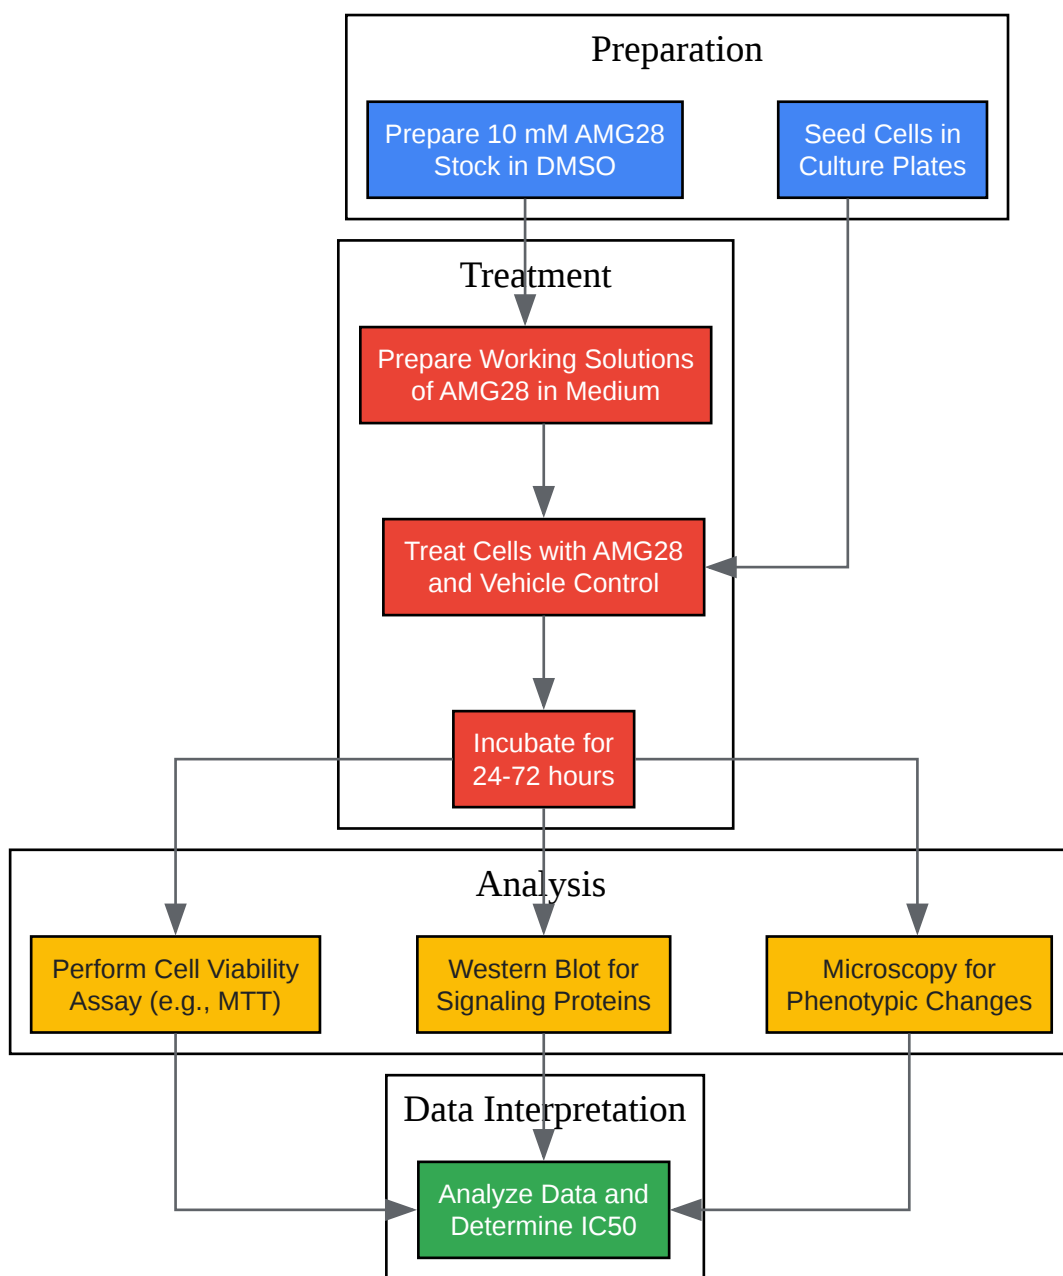 Preparation
Prepare 10 mM AMG28
Stock in DMSO
Seed Cells in
Culture Plates
Treatment
Prepare Working Solutions
of AMG28 in Medium
Treat Cells with AMG28
and Vehicle Control
Incubate for
24-72 hours
Analysis
Perform Cell Viability
Assay (e.g., MTT)
Western Blot for
Signaling Proteins
Microscopy for
Phenotypic Changes
Data Interpretation
Analyze Data and
Determine IC50